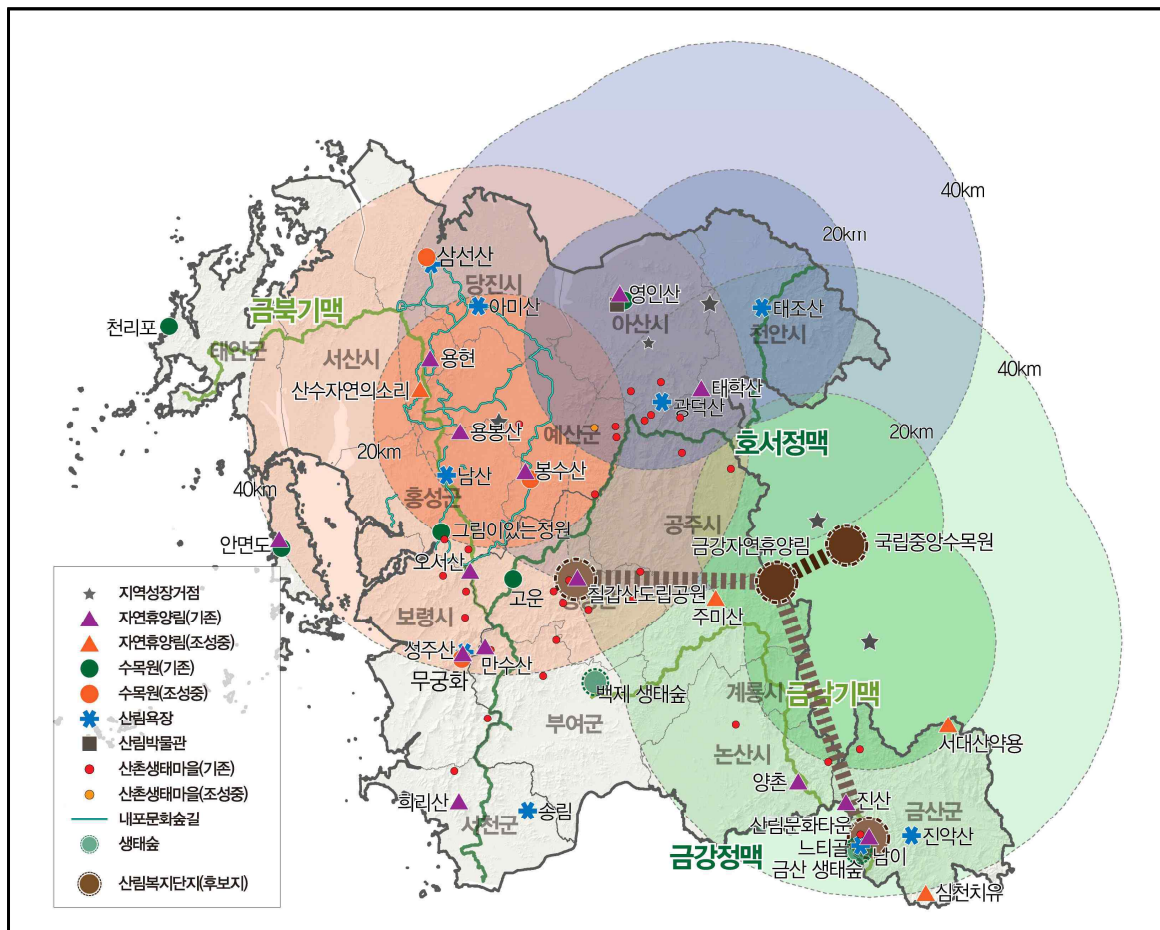 40km
20km
삼선산
당진시
영인산
태조산
금북기맥
아미산
천리포
아산시
천안시
태안군
서산시
용현
40km
산수자연의소리
태학산
광덕산
용봉산
예산군
호서정맥
20km
20km
남산
봉수산
40km
홍성군
공주시
그림이있는정원
금강자연휴양림
국립중앙수목원
안면도
오서산
고운
칠갑산도립공원
보령시
주미산
성주산
만수산
무궁화
백제 생태숲
계룡시
금남기맥
부여군
서대산약용
논산시
양촌
희리산
진산
송림
서천군
금산군
산림문화타운
진악산
느티골
남이
금강정맥
금산 생태숲
심천치유
지역성장거점
자연휴양림(기존)
자연휴양림(조성중)
수목원(기존)
수목원(조성중)
산림욕장
산림박물관
산촌생태마을(기존)
산촌생태마을(조성중)
내포문화숲길
생태숲
산림복지단지(후보지)